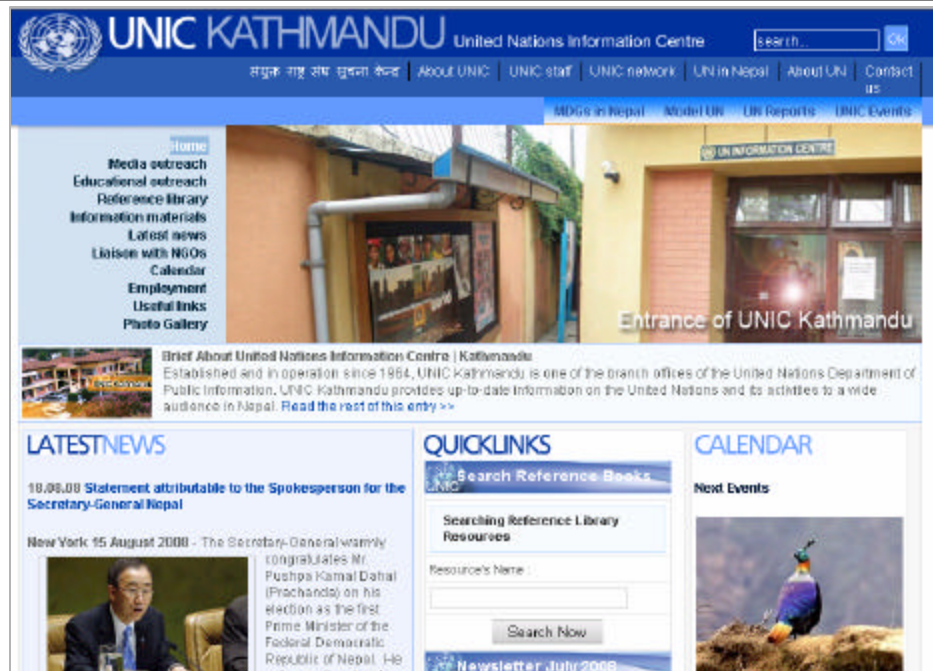 UNIC KATHMANDU United Nations Information Centre
search...
Ok
संयुक्त राष्ट्र संघ सूचना केन्द्र | About UNIC | UNIC staff | UNIC network | UN in Nepal | About UN | Contact us
MDGs in Nepal Model UN UN Reports UNIC Events
Home
Media outreach
Educational outreach
Reference library
Information materials
Latest news
Liaison with NGOs
Calendar
Employment
Useful links
Photo Gallery
UN INFORMATION CENTRE
Entrance of UNIC Kathmandu
Brief About United Nations Information Centre | Kathmandu
Established and in operation since 1964, UNIC Kathmandu is one of the branch offices of the United Nations Department of
Public Information. UNIC Kathmandu provides up-to-date information on the United Nations and its activities to a wide
audience in Nepal. Read the rest of this entry >>
LATESTNEWS
18.08.08 Statement attributable to the Spokesperson for the
Secretary-General Nepal
New York 15 August 2008 - The Secretary-General warmly
congratulates Mr.
Pushpa Kamal Dahal
(Prachanda) on his
election as the first
Prime Minister of the
Federal Democratic
Republic of Nepal. He
QUICKLINKS
UNIC
Search Reference Books
Searching Reference Library
Resources
Resource's Name :
Search Now
Newsletter July 2008
CALENDAR
Next Events